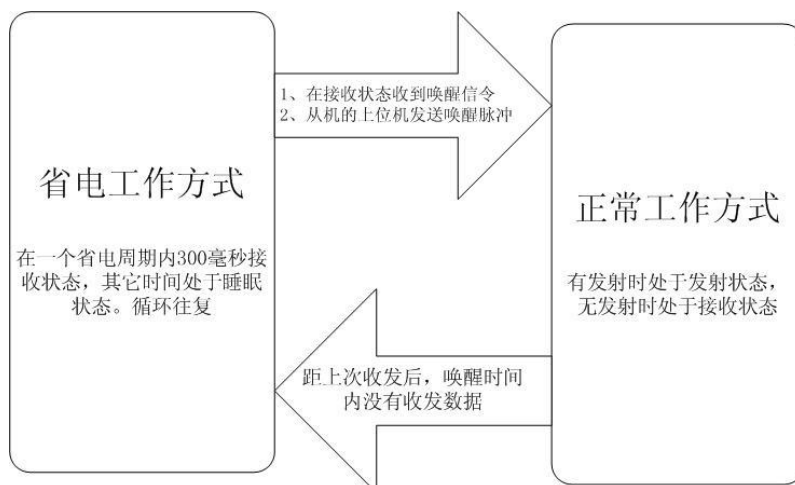 省电工作方式
在一个省电周期内300毫秒接
收状态，其它时间处于睡眠
状态。循环往复
1、在接收状态收到唤醒信令
2、从机的上位机发送唤醒脉冲
正常工作方式
有发射时处于发射状态，
无发射时处于接收状态
距上次收发后，唤醒时间
内没有收发数据